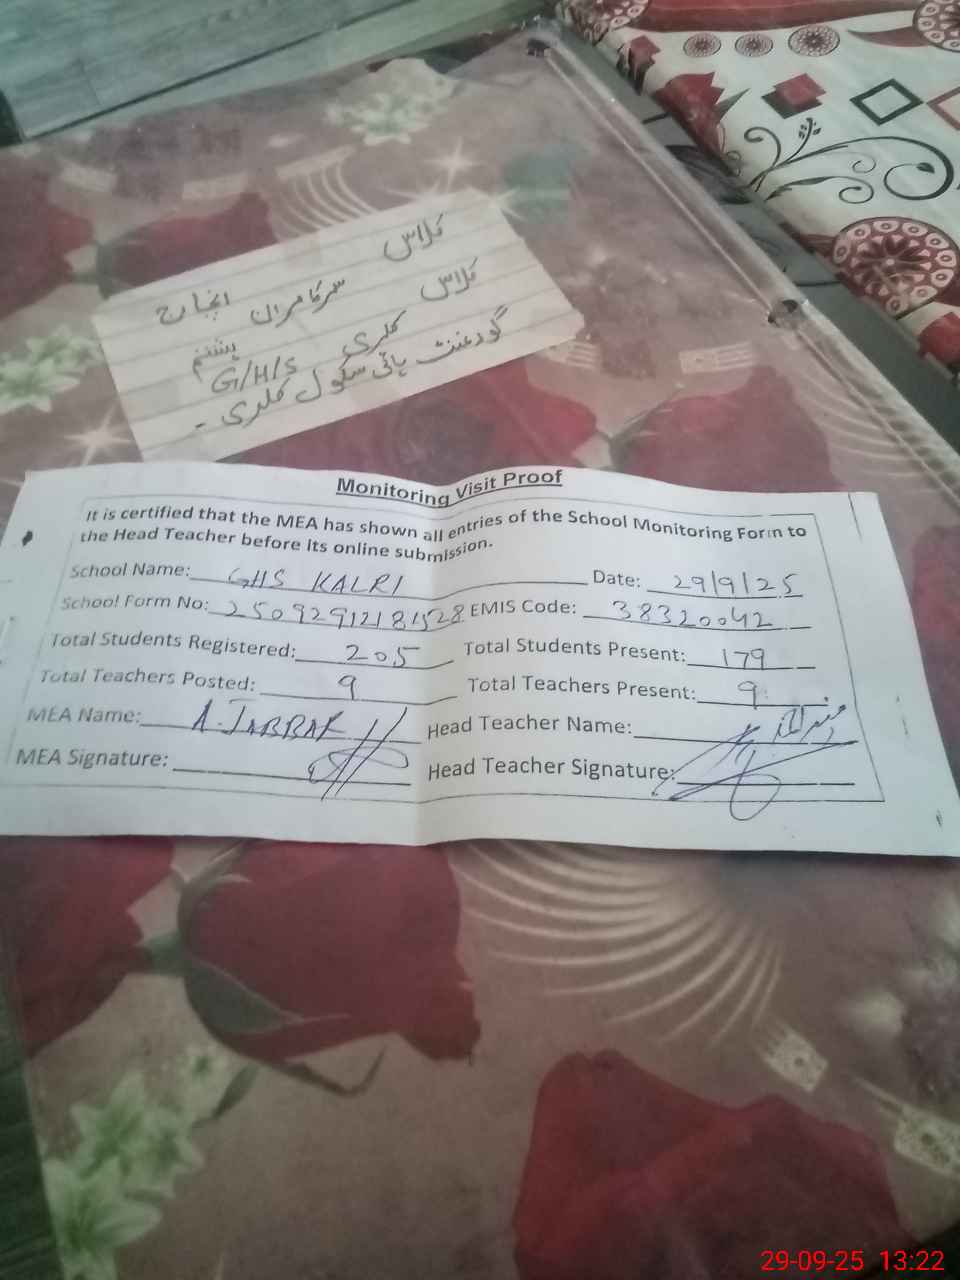 کلاس انچارج سر کامران
کلاس ہشتم
G/H/S کلری
گورنمنٹ ہائی سکول کلری -
Monitoring Visit Proof
It is certified that the MEA has shown all entries of the School Monitoring Form to
the Head Teacher before its online submission.
School Name: GHS KALRI Date: 29/9/25
School Form No: EMIS Code: 38320042
Total Students Registered: 205 Total Students Present: 179
Total Teachers Posted: 9 Total Teachers Present: 9
MEA Name: A. JABBAR Head Teacher Name:
MEA Signature: Head Teacher Signature:
29-09-25 13:22